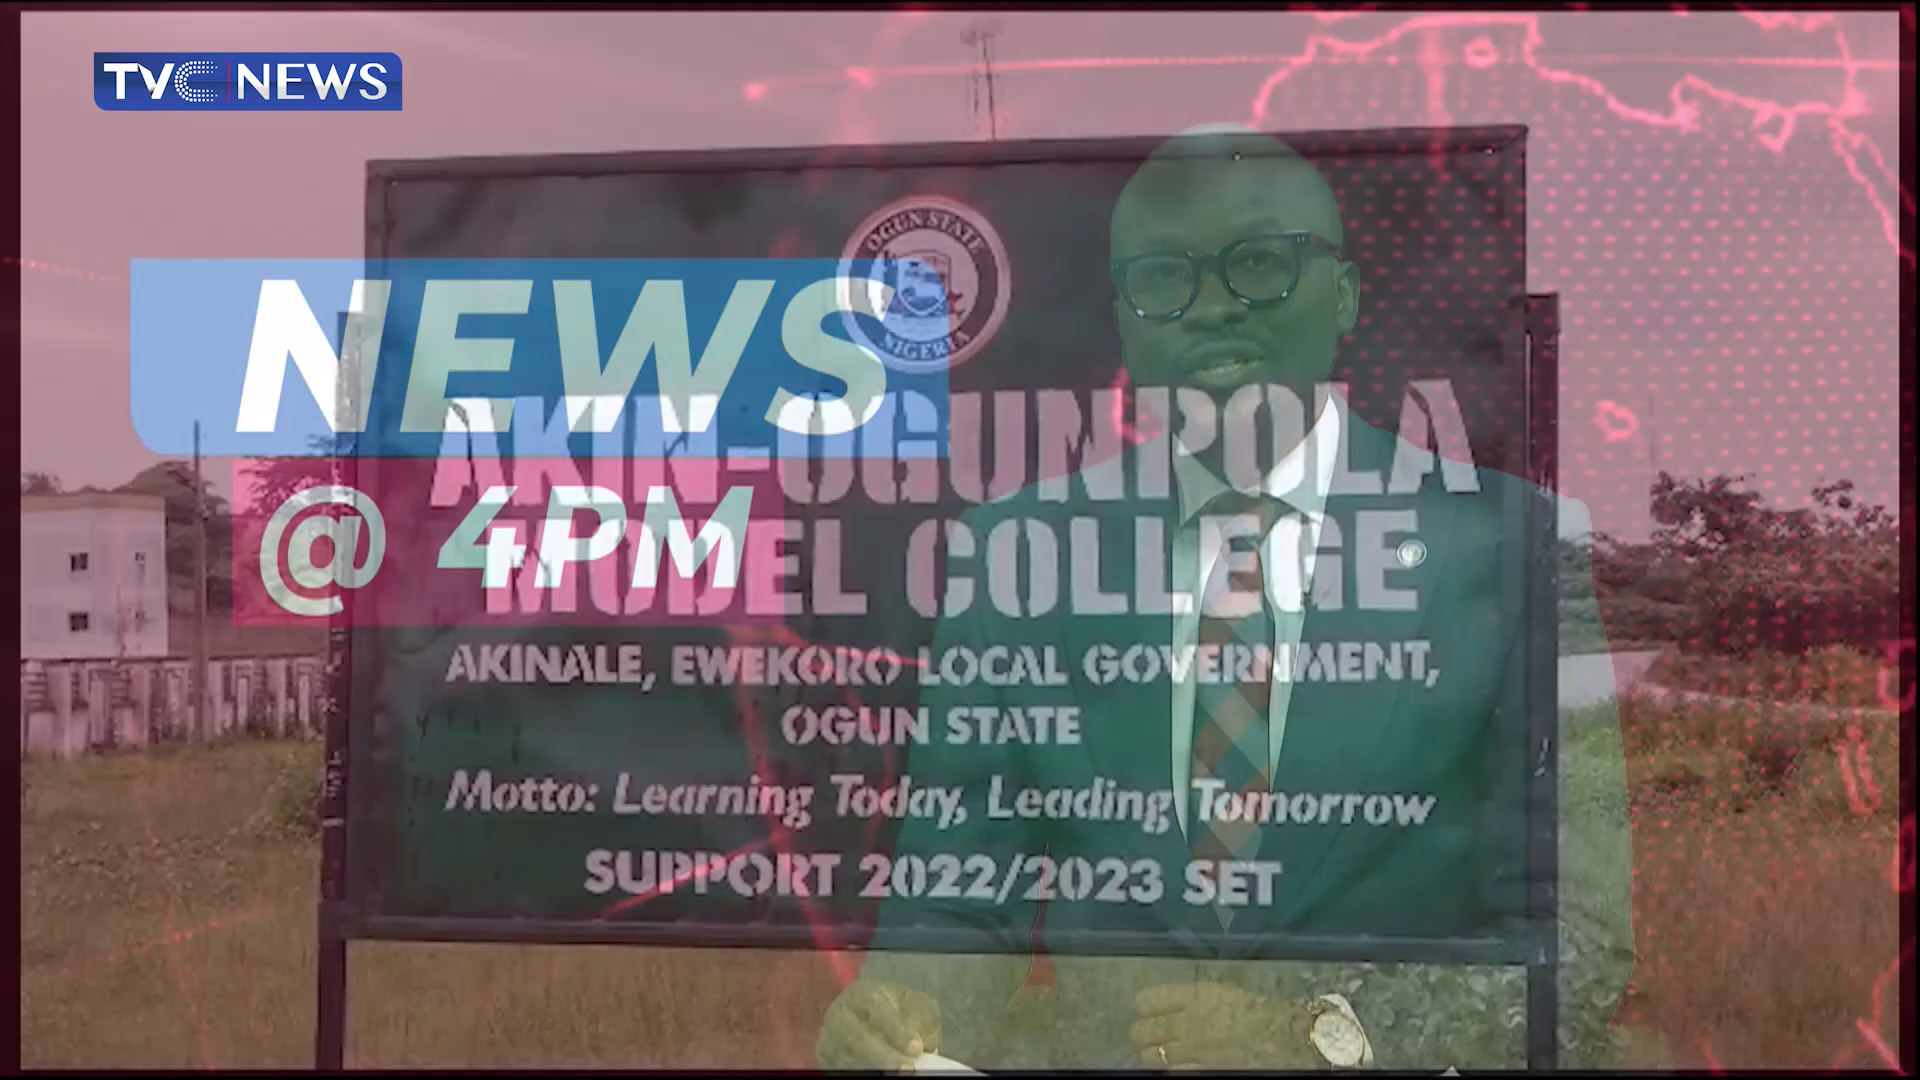 TVC NEWS
NEWS
@ 4PM
OGUN STATE
NIGERIA
AKIN-OGUNPOLA
MODEL COLLEGE
AKINALE, EWEKORO LOCAL GOVERNMENT,
OGUN STATE
Motto: Learning Today, Leading Tomorrow
SUPPORT 2022/2023 SET